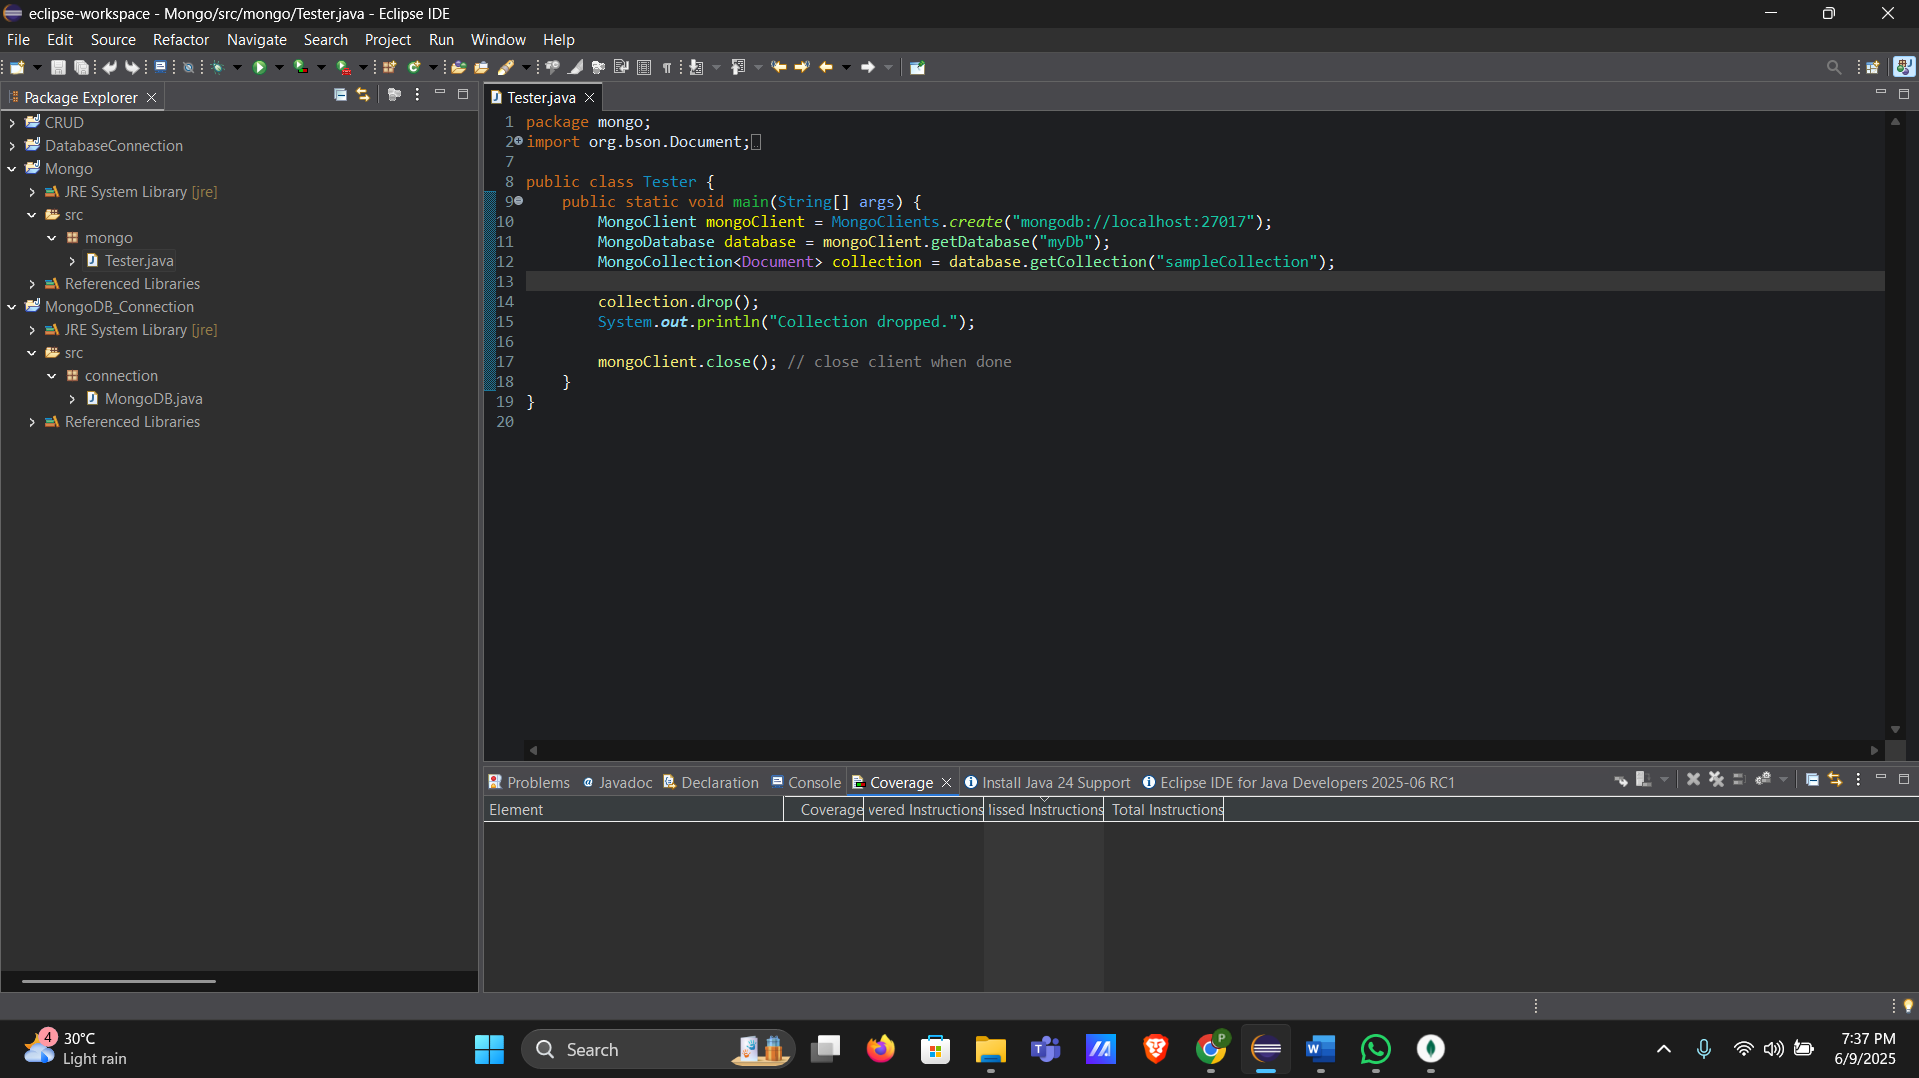 eclipse-workspace - Mongo/src/mongo/Tester.java - Eclipse IDE
File Edit Source Refactor Navigate Search Project Run Window Help
Package Explorer
CRUD
DatabaseConnection
Mongo
JRE System Library [jre]
src
mongo
Tester.java
Referenced Libraries
MongoDB_Connection
JRE System Library [jre]
src
connection
MongoDB.java
Referenced Libraries
Tester.java
1 package mongo;
2 import org.bson.Document;
7
8 public class Tester {
9 public static void main(String[] args) {
10 MongoClient mongoClient = MongoClients.create("mongodb://localhost:27017");
11 MongoDatabase database = mongoClient.getDatabase("myDb");
12 MongoCollection<Document> collection = database.getCollection("sampleCollection");
13
14 collection.drop();
15 System.out.println("Collection dropped.");
16
17 mongoClient.close(); // close client when done
18 }
19 }
20
Problems Javadoc Declaration Console Coverage Install Java 24 Support Eclipse IDE for Java Developers 2025-06 RC1
Element Coverage vered Instructions lissed Instructions Total Instructions
4
30°C
Light rain
Search
P
7:37 PM
6/9/2025